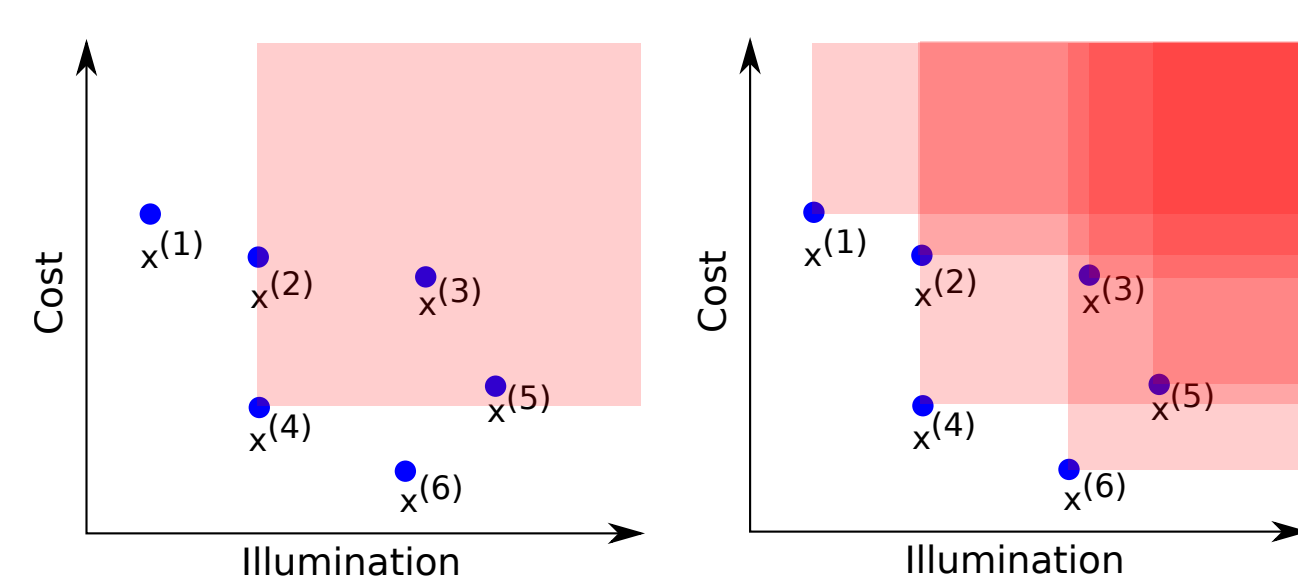 x(1)
x(2)
x(3)
x(4)
x(5)
x(6)
Cost
Illumination
x(1)
x(2)
x(3)
x(4)
x(5)
x(6)
Cost
Illumination